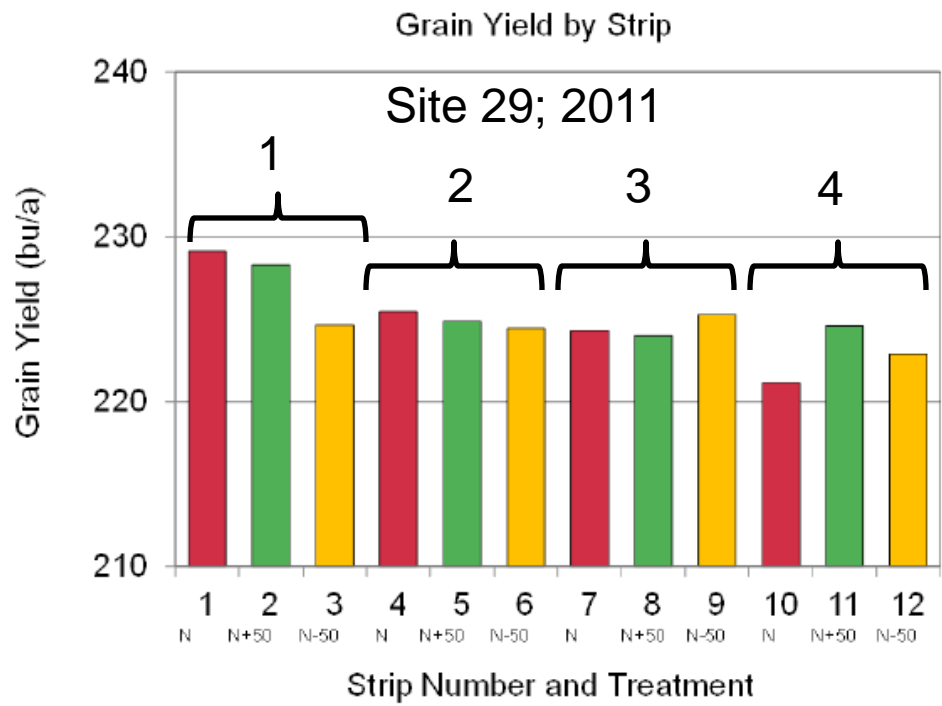 Grain Yield by Strip
240
Site 29; 2011
1
2
3
4
230
220
210
Grain Yield (bu/a)
1 2 3 4 5 6 7 8 9 10 11 12
N N+50 N-50 N N+50 N-50 N N+50 N-50 N N+50 N-50
Strip Number and Treatment